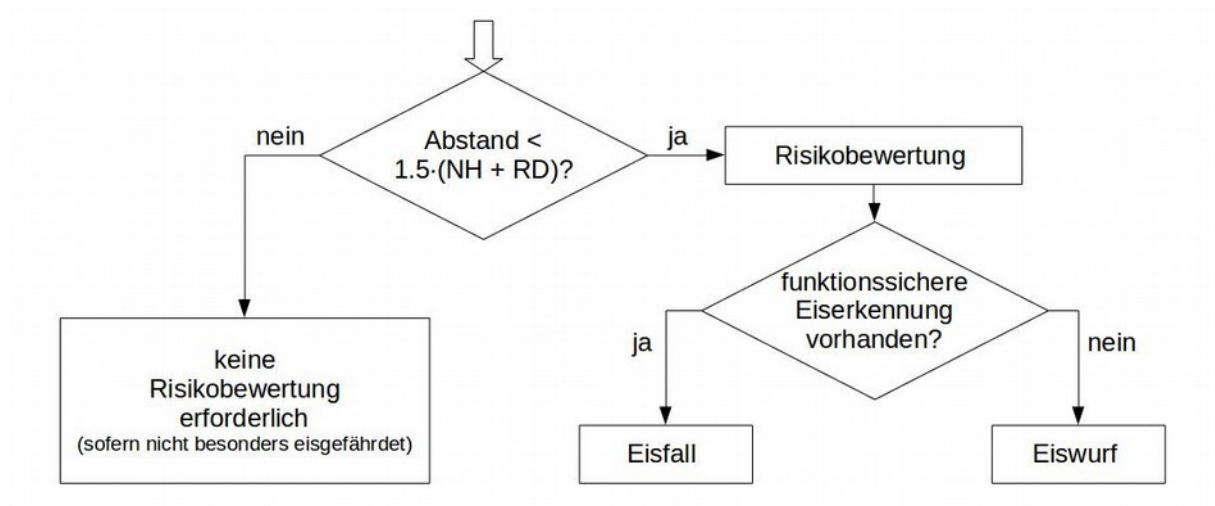 nein
Abstand <
1.5·(NH + RD)?
ja
Risikobewertung
keine
Risikobewertung
erforderlich
(sofern nicht besonders eisgefährdet)
funktionssichere
Eiserkennung
vorhanden?
ja
nein
Eisfall
Eiswurf